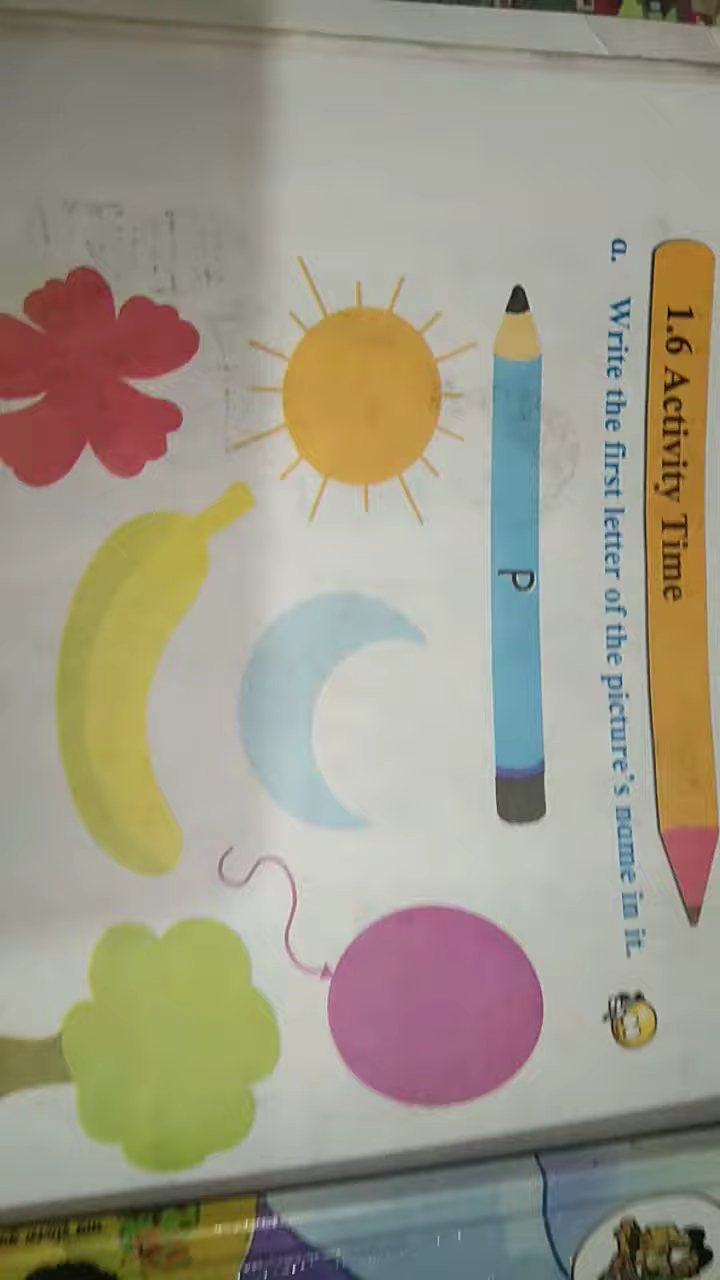 1.6 Activity Time
a. Write the first letter of the picture's name in it.
p